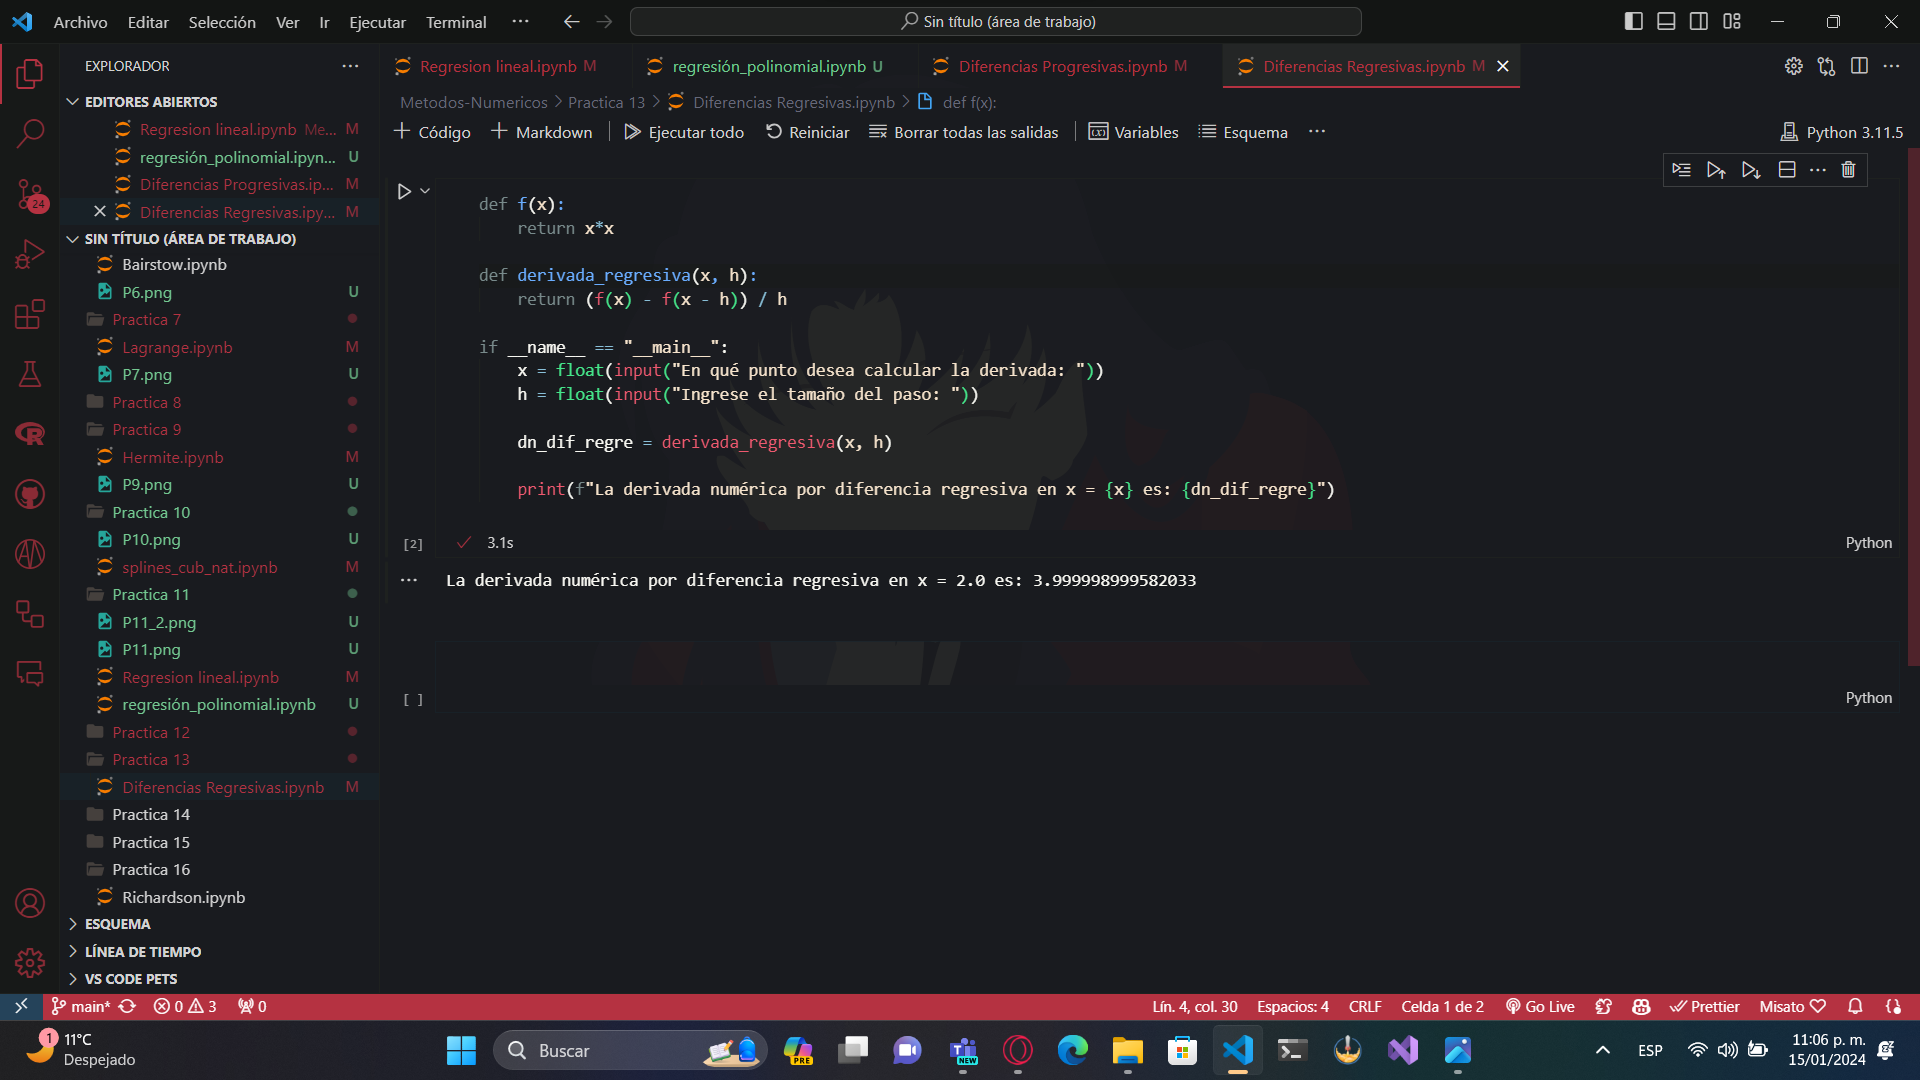 Archivo Editar Selección Ver Ir Ejecutar Terminal ··· Sin título (área de trabajo)
EXPLORADOR ···
Regresion lineal.ipynb M regresión_polinomial.ipynb U Diferencias Progresivas.ipynb M Diferencias Regresivas.ipynb M
EDITORES ABIERTOS
Regresion lineal.ipynb Me... M
regresión_polinomial.ipyn... U
Diferencias Progresivas.ip... M
Diferencias Regresivas.ipy... M
SIN TÍTULO (ÁREA DE TRABAJO)
Bairstow.ipynb
P6.png U
Practica 7
Lagrange.ipynb M
P7.png U
Practica 8
Practica 9
Hermite.ipynb M
P9.png U
Practica 10
P10.png U
splines_cub_nat.ipynb M
Practica 11
P11_2.png U
P11.png U
Regresion lineal.ipynb M
regresión_polinomial.ipynb U
Practica 12
Practica 13
Diferencias Regresivas.ipynb M
Practica 14
Practica 15
Practica 16
Richardson.ipynb
ESQUEMA
LÍNEA DE TIEMPO
VS CODE PETS
24
Metodos-Numericos > Practica 13 > Diferencias Regresivas.ipynb > def f(x):
+ Código + Markdown Ejecutar todo Reiniciar Borrar todas las salidas Variables Esquema ··· Python 3.11.5
def f(x):
    return x*x
def derivada_regresiva(x, h):
    return (f(x) - f(x - h)) / h
if __name__ == "__main__":
    x = float(input("En qué punto desea calcular la derivada: "))
    h = float(input("Ingrese el tamaño del paso: "))
    dn_dif_regre = derivada_regresiva(x, h)
    print(f"La derivada numérica por diferencia regresiva en x = {x} es: {dn_dif_regre}")
[2] 3.1s Python
··· La derivada numérica por diferencia regresiva en x = 2.0 es: 3.999998999582033
[ ] Python
main* 0 3 0 Lín. 4, col. 30 Espacios: 4 CRLF Celda 1 de 2 Go Live Prettier Misato
1 11°C
Despejado
Buscar
PRE
NEW
ESP
11:06 p. m.
15/01/2024